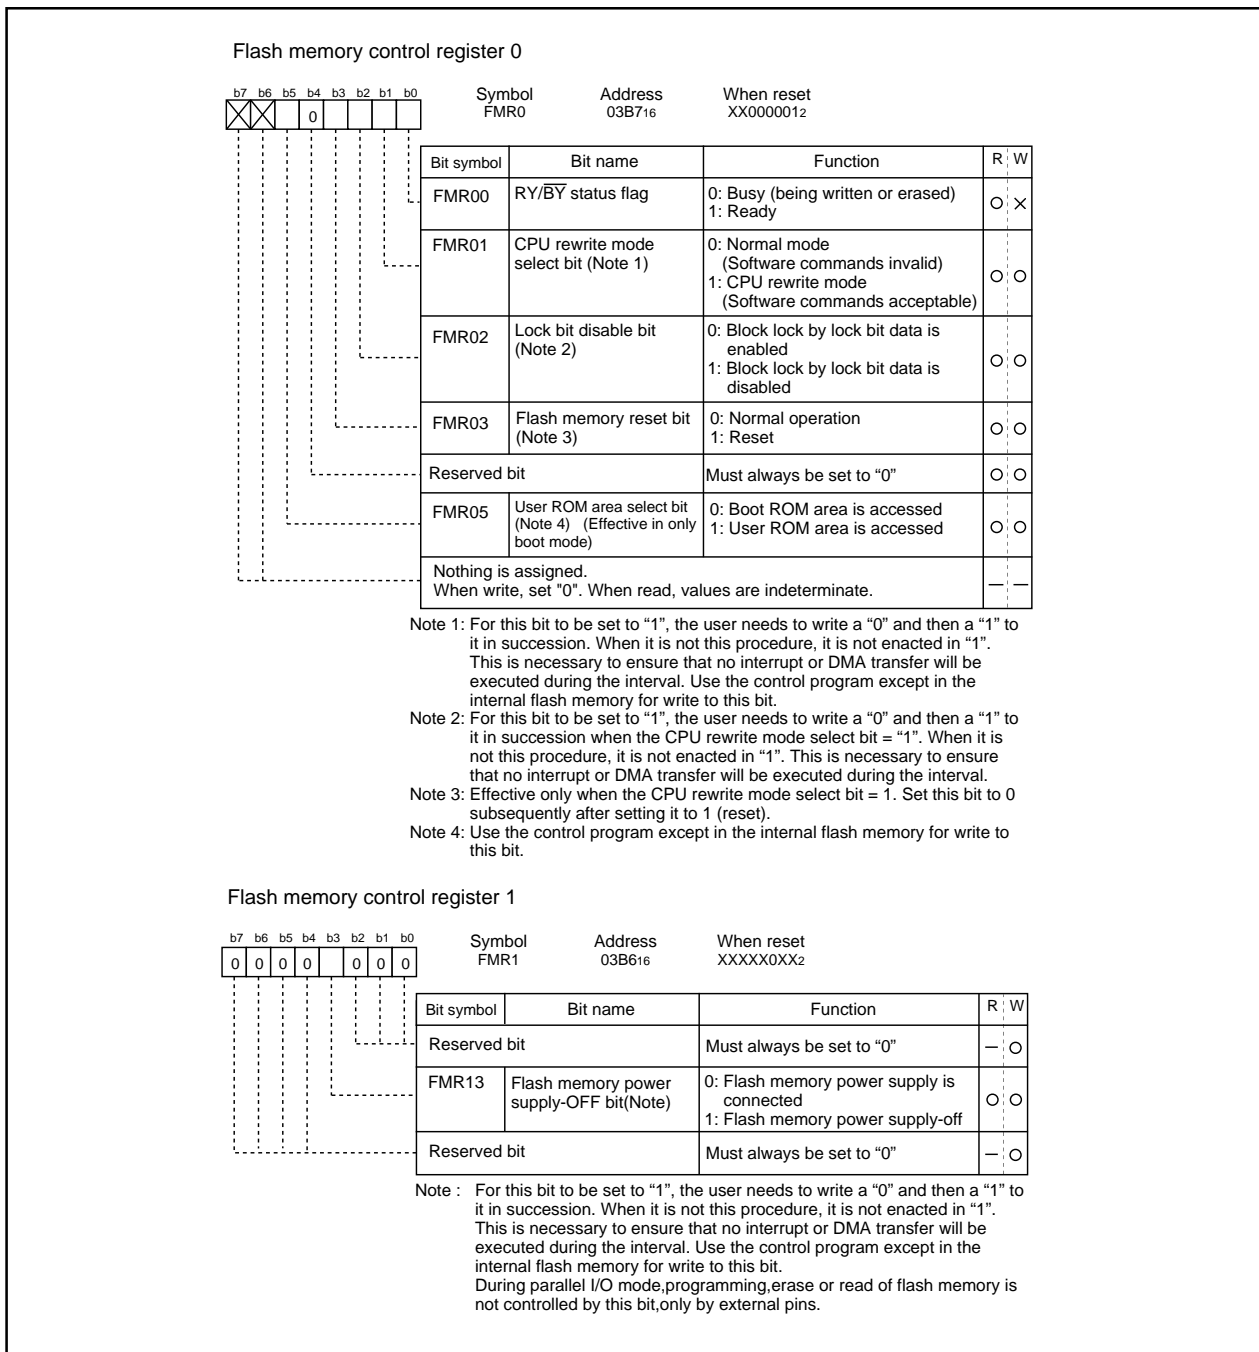 Flash memory control register 0
b7 b6 b5 b4 b3 b2 b1 b0
Symbol Address When reset
FMR0 03B716 XX0000012
0
Bit symbol Bit name Function R W
FMR00 RY/BY status flag 0: Busy (being written or erased)
1: Ready
FMR01 CPU rewrite mode 0: Normal mode
select bit (Note 1) (Software commands invalid)
1: CPU rewrite mode
(Software commands acceptable)
FMR02 Lock bit disable bit 0: Block lock by lock bit data is
(Note 2) enabled
1: Block lock by lock bit data is
disabled
FMR03 Flash memory reset bit 0: Normal operation
(Note 3) 1: Reset
Reserved bit Must always be set to “0”
FMR05 User ROM area select bit 0: Boot ROM area is accessed
(Note 4) (Effective in only 1: User ROM area is accessed
boot mode)
Nothing is assigned.
When write, set "0". When read, values are indeterminate.
Note 1: For this bit to be set to “1”, the user needs to write a “0” and then a “1” to
it in succession. When it is not this procedure, it is not enacted in “1”.
This is necessary to ensure that no interrupt or DMA transfer will be
executed during the interval. Use the control program except in the
internal flash memory for write to this bit.
Note 2: For this bit to be set to “1”, the user needs to write a “0” and then a “1” to
it in succession when the CPU rewrite mode select bit = “1”. When it is
not this procedure, it is not enacted in “1”. This is necessary to ensure
that no interrupt or DMA transfer will be executed during the interval.
Note 3: Effective only when the CPU rewrite mode select bit = 1. Set this bit to 0
subsequently after setting it to 1 (reset).
Note 4: Use the control program except in the internal flash memory for write to
this bit.
Flash memory control register 1
b7 b6 b5 b4 b3 b2 b1 b0
Symbol Address When reset
FMR1 03B616 XXXXX0XX2
0 0 0 0 0 0 0
Bit symbol Bit name Function R W
Reserved bit Must always be set to “0”
FMR13 Flash memory power 0: Flash memory power supply is
supply-OFF bit(Note) connected
1: Flash memory power supply-off
Reserved bit Must always be set to “0”
Note : For this bit to be set to “1”, the user needs to write a “0” and then a “1” to
it in succession. When it is not this procedure, it is not enacted in “1”.
This is necessary to ensure that no interrupt or DMA transfer will be
executed during the interval. Use the control program except in the
internal flash memory for write to this bit.
During parallel I/O mode,programming,erase or read of flash memory is
not controlled by this bit,only by external pins.